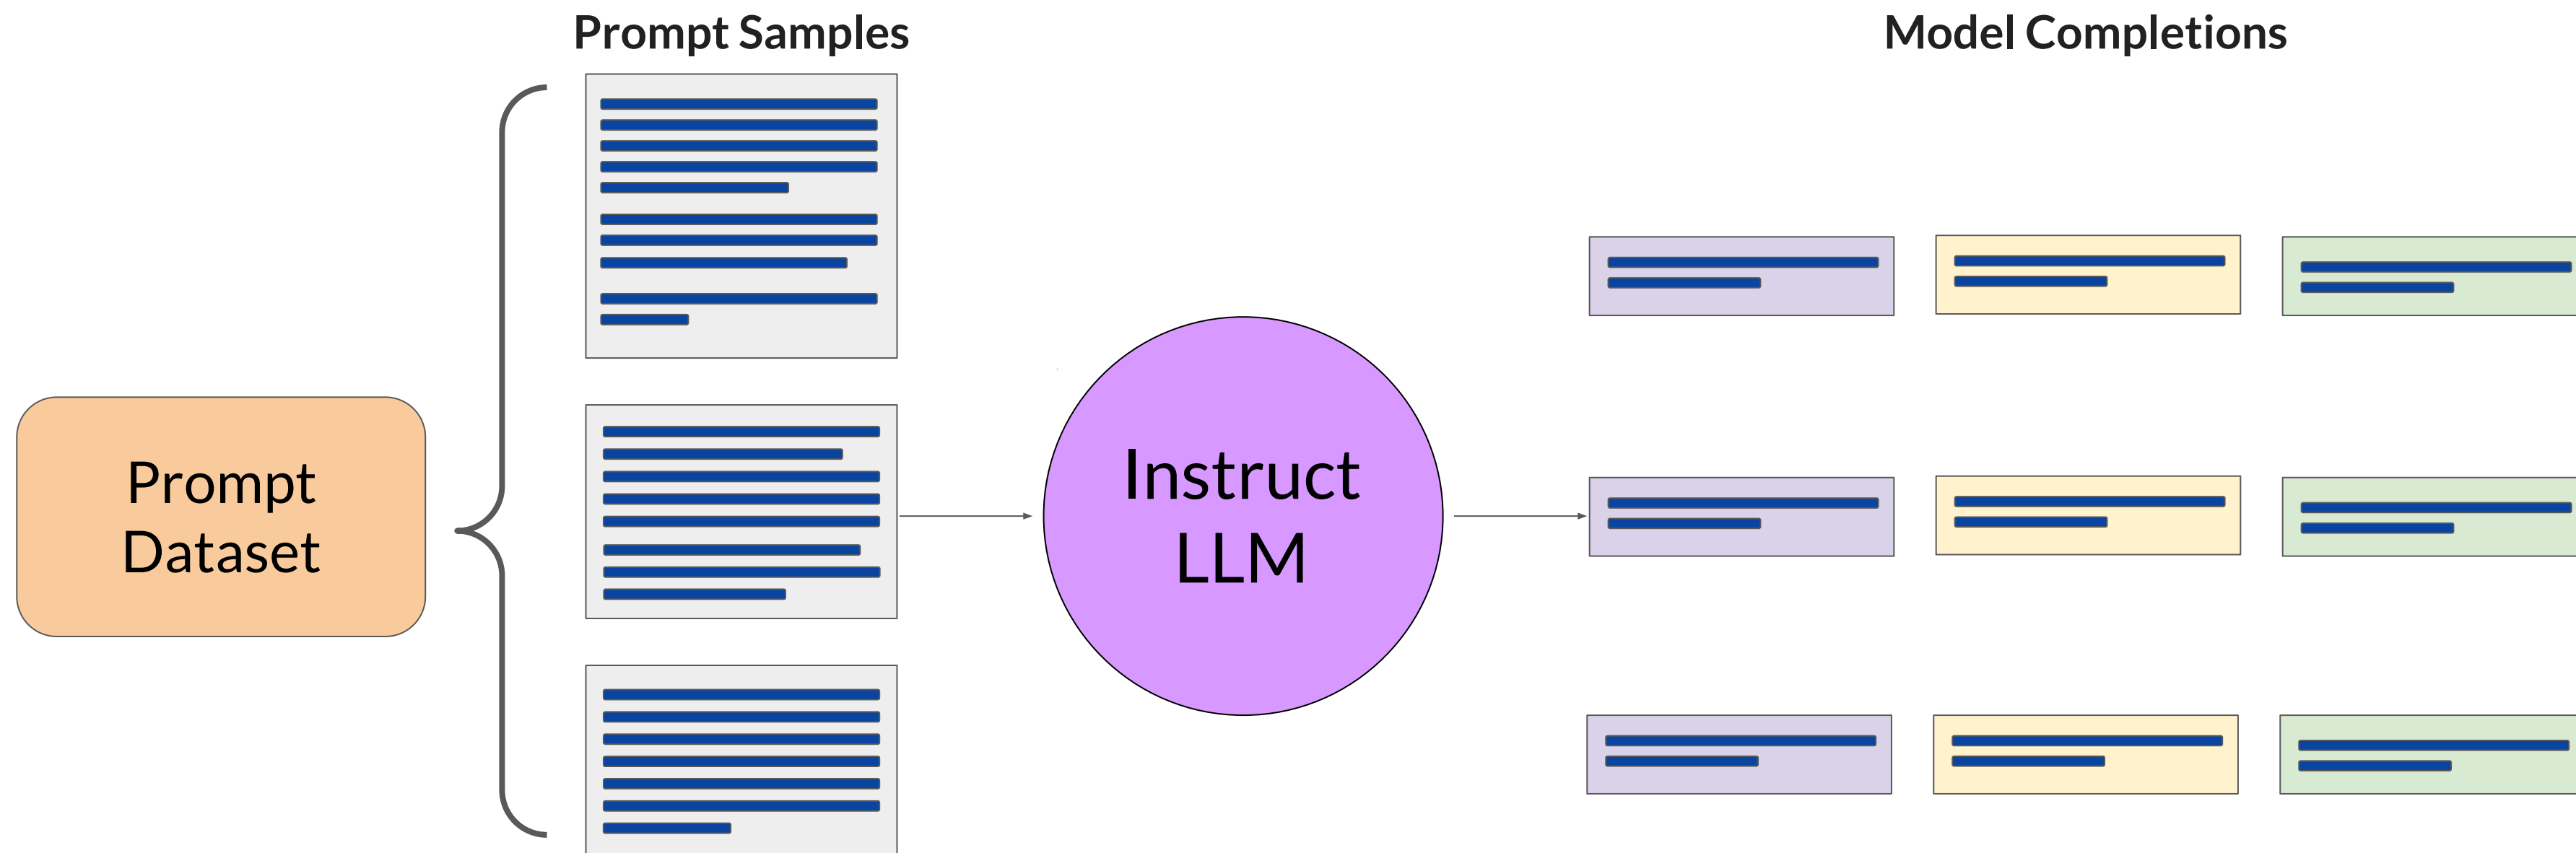 Prompt Samples
Model Completions
Prompt
Dataset
Instruct
LLM